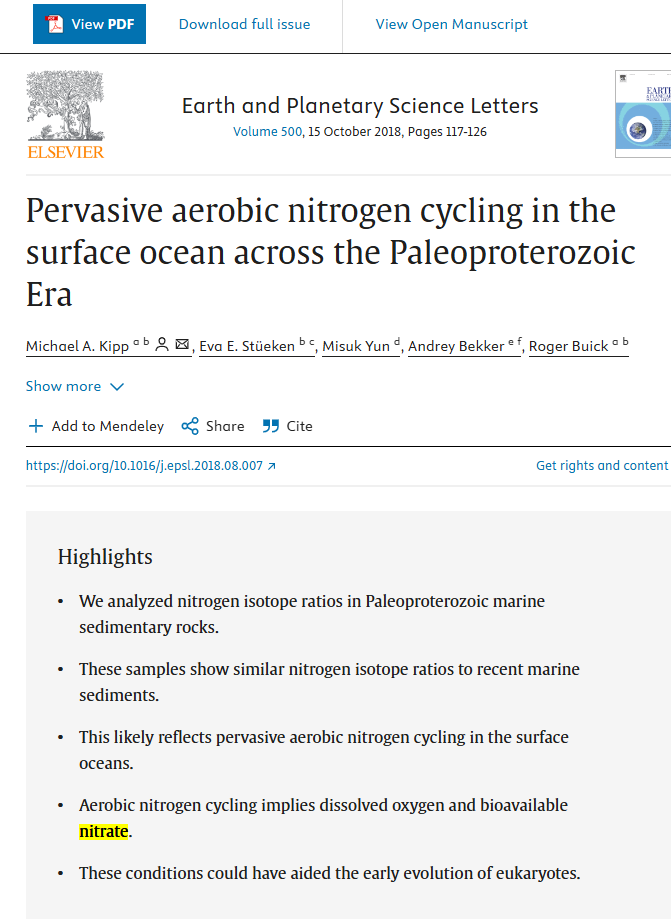 View PDF
Download full issue
View Open Manuscript
ELSEVIER
Earth and Planetary Science Letters
Volume 500, 15 October 2018, Pages 117-126
Pervasive aerobic nitrogen cycling in the
surface ocean across the Paleoproterozoic
Era
Michael A. Kipp a b, Eva E. Stüeken b c, Misuk Yun d, Andrey Bekker e f, Roger Buick a b
Show more
Add to Mendeley
Share
Cite
https://doi.org/10.1016/j.epsl.2018.08.007
Get rights and content
Highlights
• We analyzed nitrogen isotope ratios in Paleoproterozoic marine
sedimentary rocks.
• These samples show similar nitrogen isotope ratios to recent marine
sediments.
• This likely reflects pervasive aerobic nitrogen cycling in the surface
oceans.
• Aerobic nitrogen cycling implies dissolved oxygen and bioavailable
nitrate.
• These conditions could have aided the early evolution of eukaryotes.